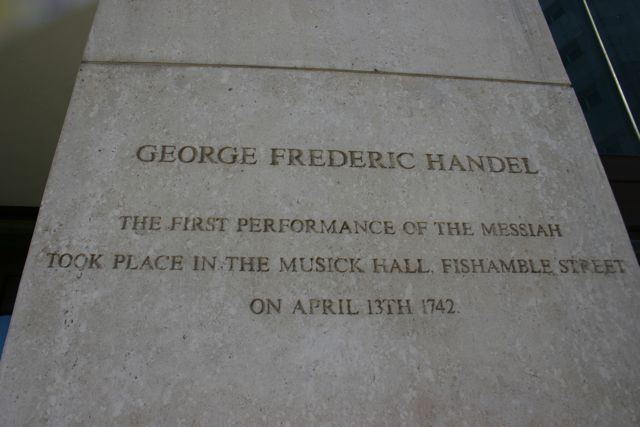 GEORGE FREDERIC HANDEL
THE FIRST PERFORMANCE OF THE MESSIAH
TOOK PLACE IN THE MUSICK HALL, FISHAMBLE STREET
ON APRIL 13TH 1742.